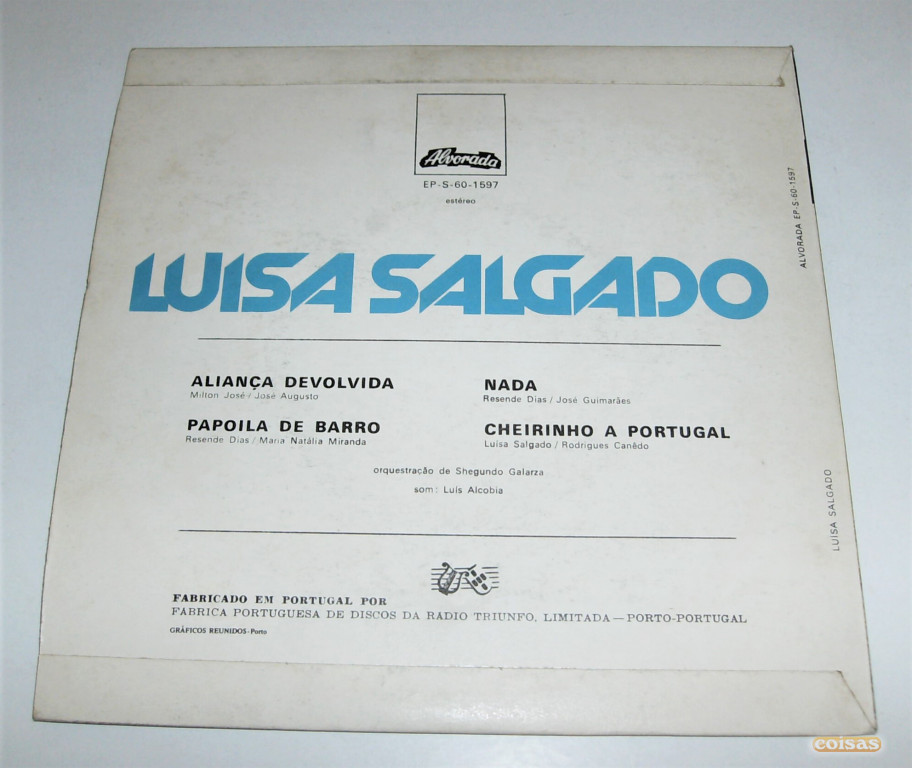 Alvorada
EP-S-60-1597
estéreo
LUISA SALGADO
ALIANÇA DEVOLVIDA
Milton José / José Augusto
PAPOILA DE BARRO
Resende Dias / Maria Natália Miranda
NADA
Resende Dias / José Guimarães
CHEIRINHO A PORTUGAL
Luísa Salgado / Rodrigues Canêdo
orquestração de Shegundo Galarza
som: Luís Alcobia
FABRICADO EM PORTUGAL POR
FABRICA PORTUGUESA DE DISCOS DA RADIO TRIUNFO, LIMITADA — PORTO-PORTUGAL
GRÁFICOS REUNIDOS-Porto
ALVORADA EP-S-60-1597
LUÍSA SALGADO
coisas